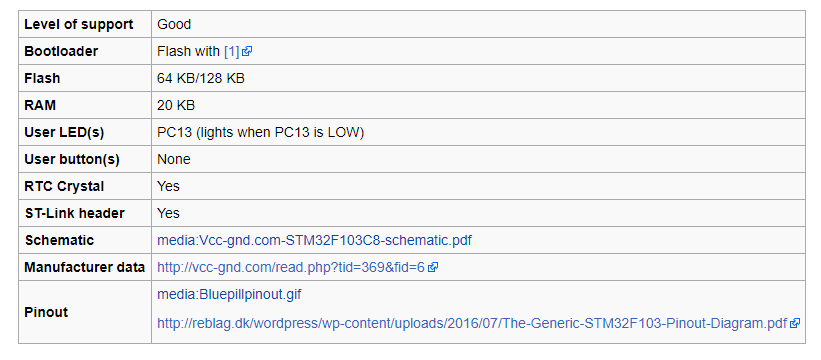 Level of support Good
Bootloader Flash with [1]
Flash 64 KB/128 KB
RAM 20 KB
User LED(s) PC13 (lights when PC13 is LOW)
User button(s) None
RTC Crystal Yes
ST-Link header Yes
Schematic media:Vcc-gnd.com-STM32F103C8-schematic.pdf
Manufacturer data http://vcc-gnd.com/read.php?tid=369&fid=6
Pinout media:Bluepillpinout.gif
http://reblag.dk/wordpress/wp-content/uploads/2016/07/The-Generic-STM32F103-Pinout-Diagram.pdf